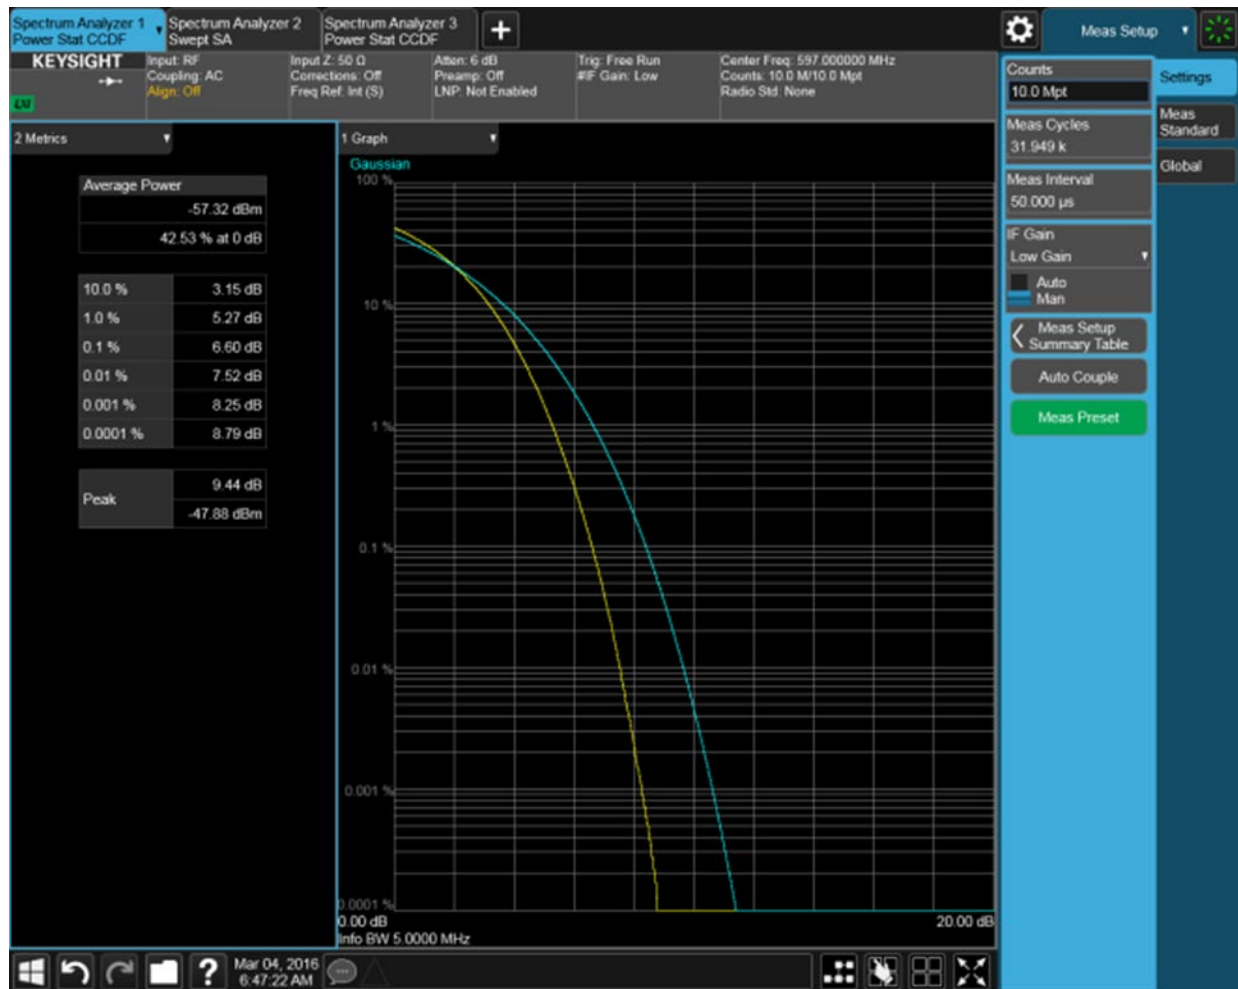 Spectrum Analyzer 1
Power Stat CCDF
Spectrum Analyzer 2
Swept SA
Spectrum Analyzer 3
Power Stat CCDF
Meas Setup
KEYSIGHT
LXI
Input: RF
Coupling: AC
Align: Off
Input Z: 50 Ω
Corrections: Off
Freq Ref: Int (S)
Atten: 6 dB
Preamp: Off
LNP: Not Enabled
Trig: Free Run
#IF Gain: Low
Center Freq: 597.000000 MHz
Counts: 10.0 M/10.0 Mpt
Radio Std: None
2 Metrics
Average Power
-57.32 dBm
42.53 % at 0 dB
10.0 % 3.15 dB
1.0 % 5.27 dB
0.1 % 6.60 dB
0.01 % 7.52 dB
0.001 % 8.25 dB
0.0001 % 8.79 dB
Peak
9.44 dB
-47.88 dBm
1 Graph
Gaussian
100 %
10 %
1 %
0.1 %
0.01 %
0.001 %
0.0001 %
0.00 dB
20.00 dB
Info BW 5.0000 MHz
Counts
10.0 Mpt
Meas Cycles
31.949 k
Meas Interval
50.000 µs
IF Gain
Low Gain
Auto
Man
Meas Setup
Summary Table
Auto Couple
Meas Preset
Settings
Meas
Standard
Global
?
Mar 04, 2016
6:47:22 AM